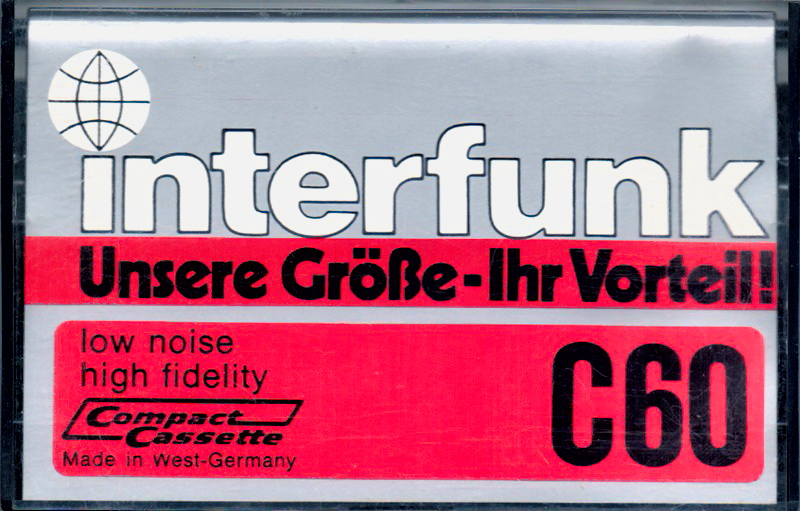 interfunk
Unsere Größe-Ihr Vorteil!
low noise
high fidelity
C60
Compact
Cassette
Made in West-Germany